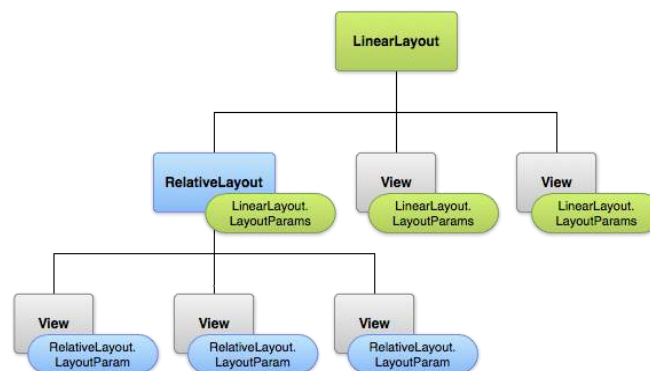 LinearLayout
RelativeLayout
LinearLayout.
LayoutParams
View
LinearLayout.
LayoutParams
View
LinearLayout.
LayoutParams
View
RelativeLayout.
LayoutParam
View
RelativeLayout.
LayoutParam
View
RelativeLayout.
LayoutParam